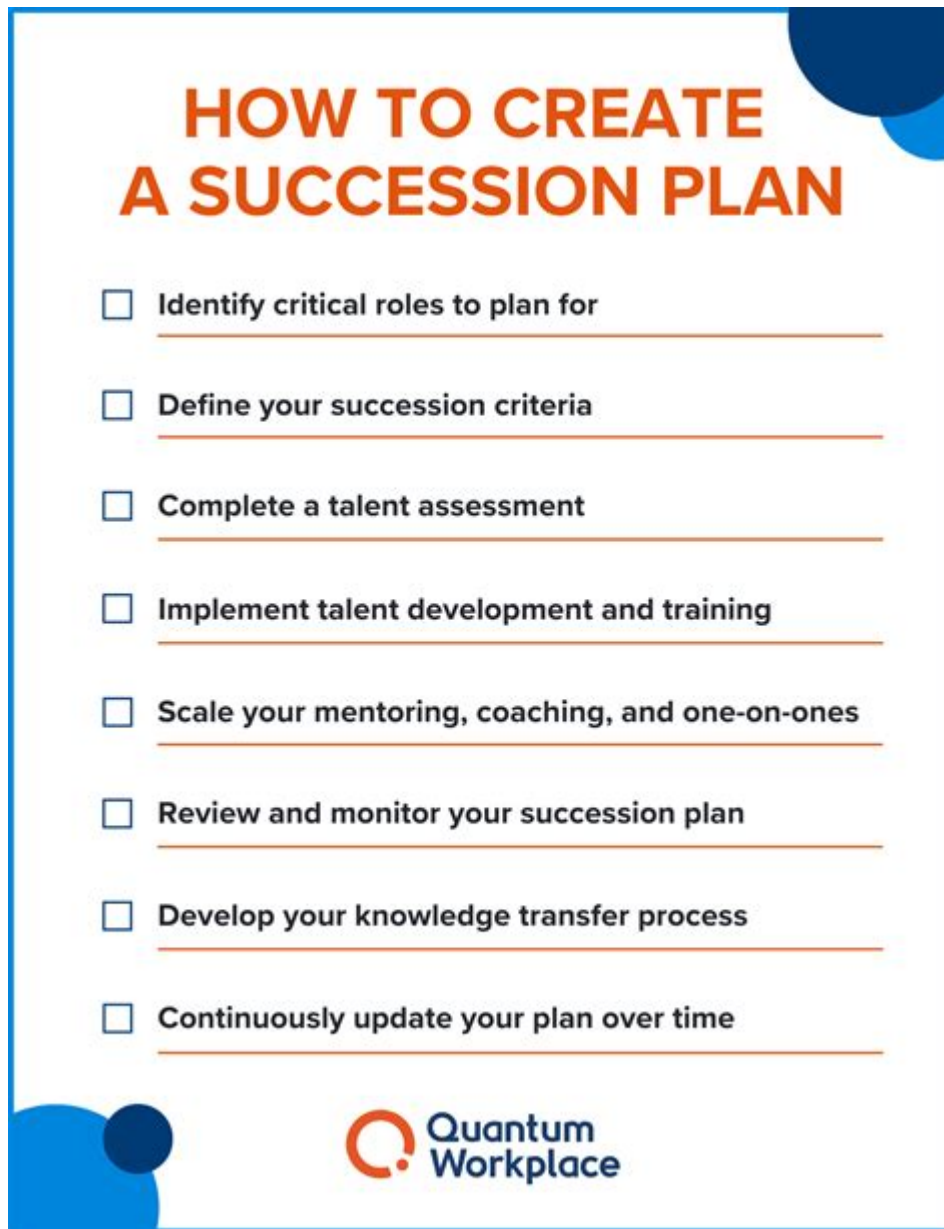 HOW TO CREATE
A SUCCESSION PLAN
Identify critical roles to plan for
Define your succession criteria
Complete a talent assessment
Implement talent development and training
Scale your mentoring, coaching, and one-on-ones
Review and monitor your succession plan
Develop your knowledge transfer process
Continuously update your plan over time
Quantum
Workplace